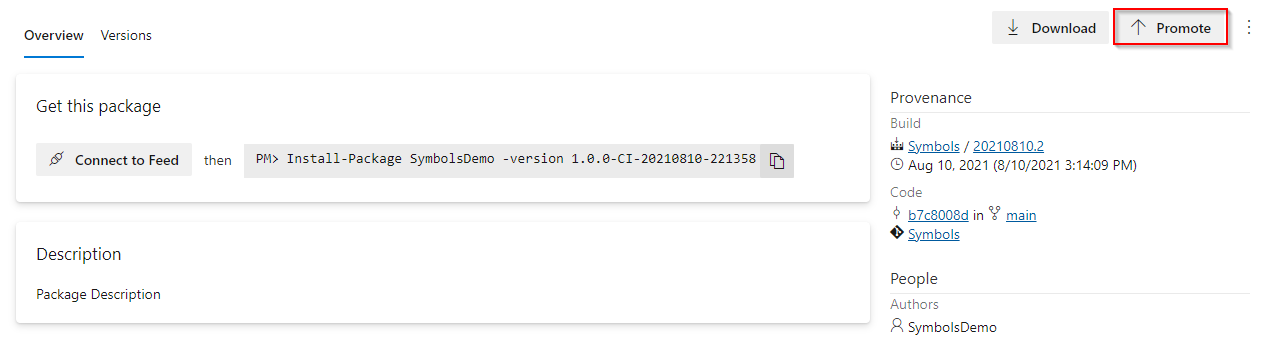 Overview Versions
Download Promote
Get this package
Connect to Feed then PM> Install-Package SymbolsDemo -version 1.0.0-CI-20210810-221358
Description
Package Description
Provenance
Build
Symbols / 20210810.2
Aug 10, 2021 (8/10/2021 3:14:09 PM)
Code
b7c8008d in main
Symbols
People
Authors
SymbolsDemo